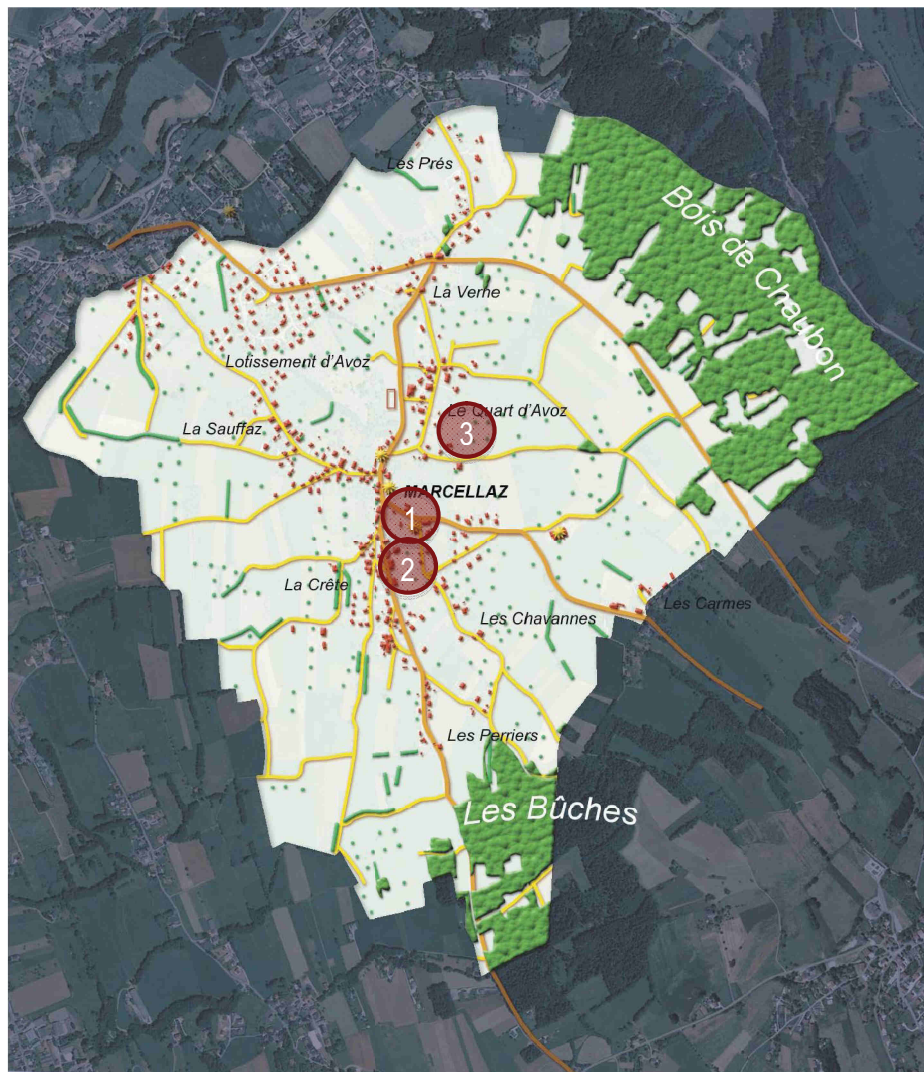 Les Prés
Bois de Chaubon
La Verne
Lotissement d'Avoz
Le Quart d'Avoz
La Sauffaz
3
MARCELLAZ
1
2
La Crête
Les Carmes
Les Chavannes
Les Perriers
Les Bûches